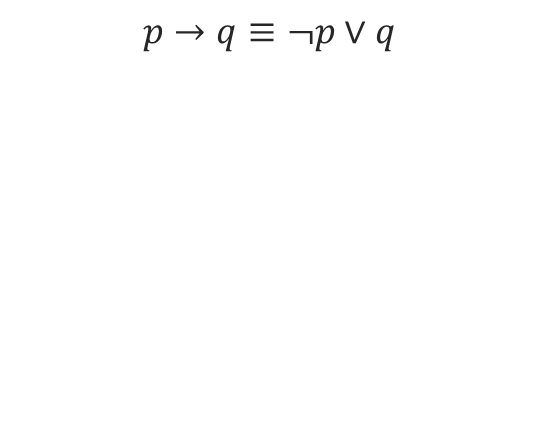 p → q ≡ ¬p ∨ q